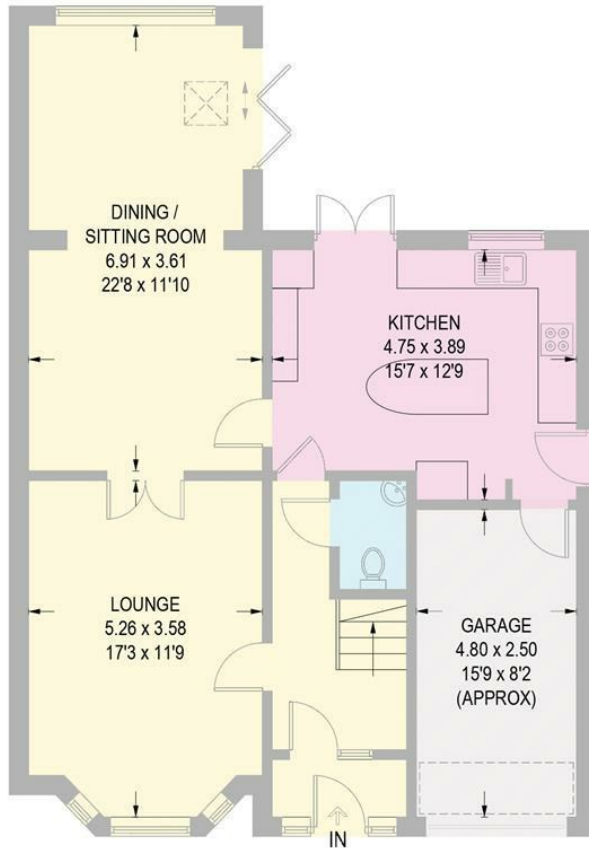 DINING /
SITTING ROOM
6.91 x 3.61
22'8 x 11'10
KITCHEN
4.75 x 3.89
15'7 x 12'9
LOUNGE
5.26 x 3.58
17'3 x 11'9
GARAGE
4.80 x 2.50
15'9 x 8'2
(APPROX)
IN